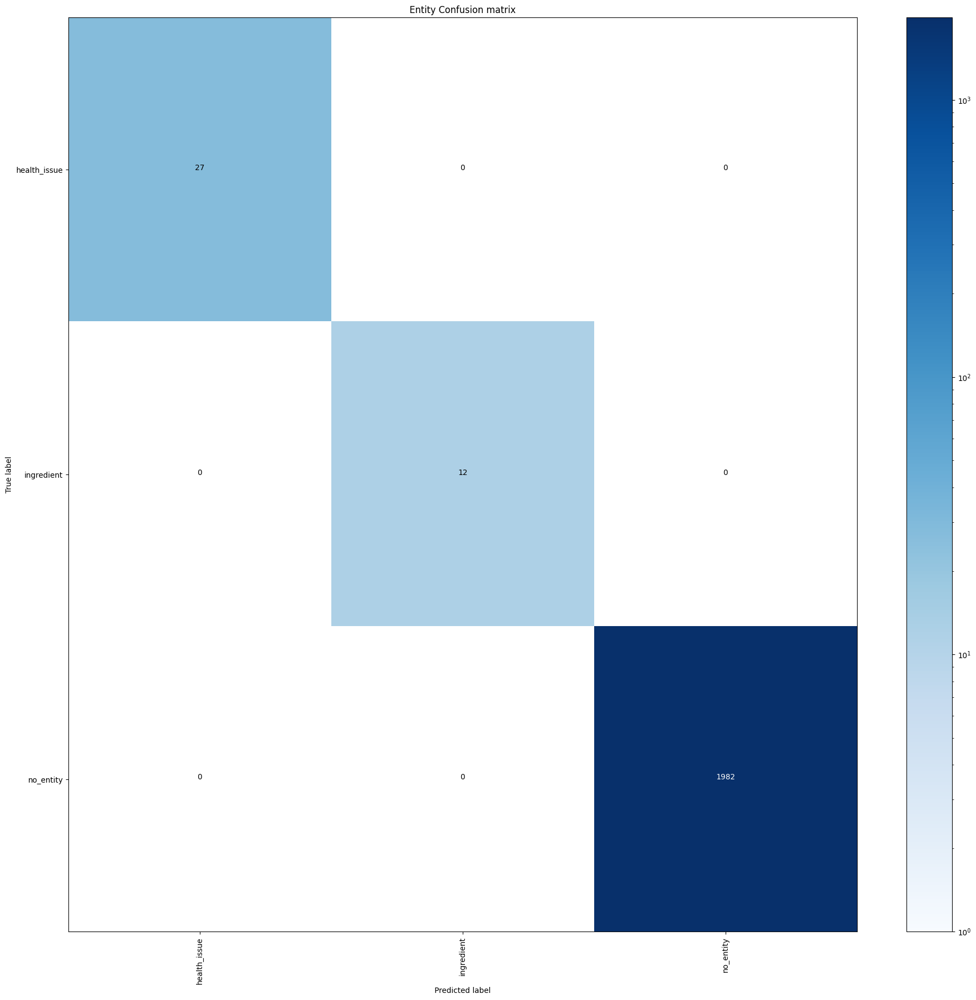 Entity Confusion matrix
True label
health_issue 27 0 0
ingredient 0 12 0
no_entity 0 0 1982
health_issue
ingredient
no_entity
Predicted label
10³
10²
10¹
10⁰